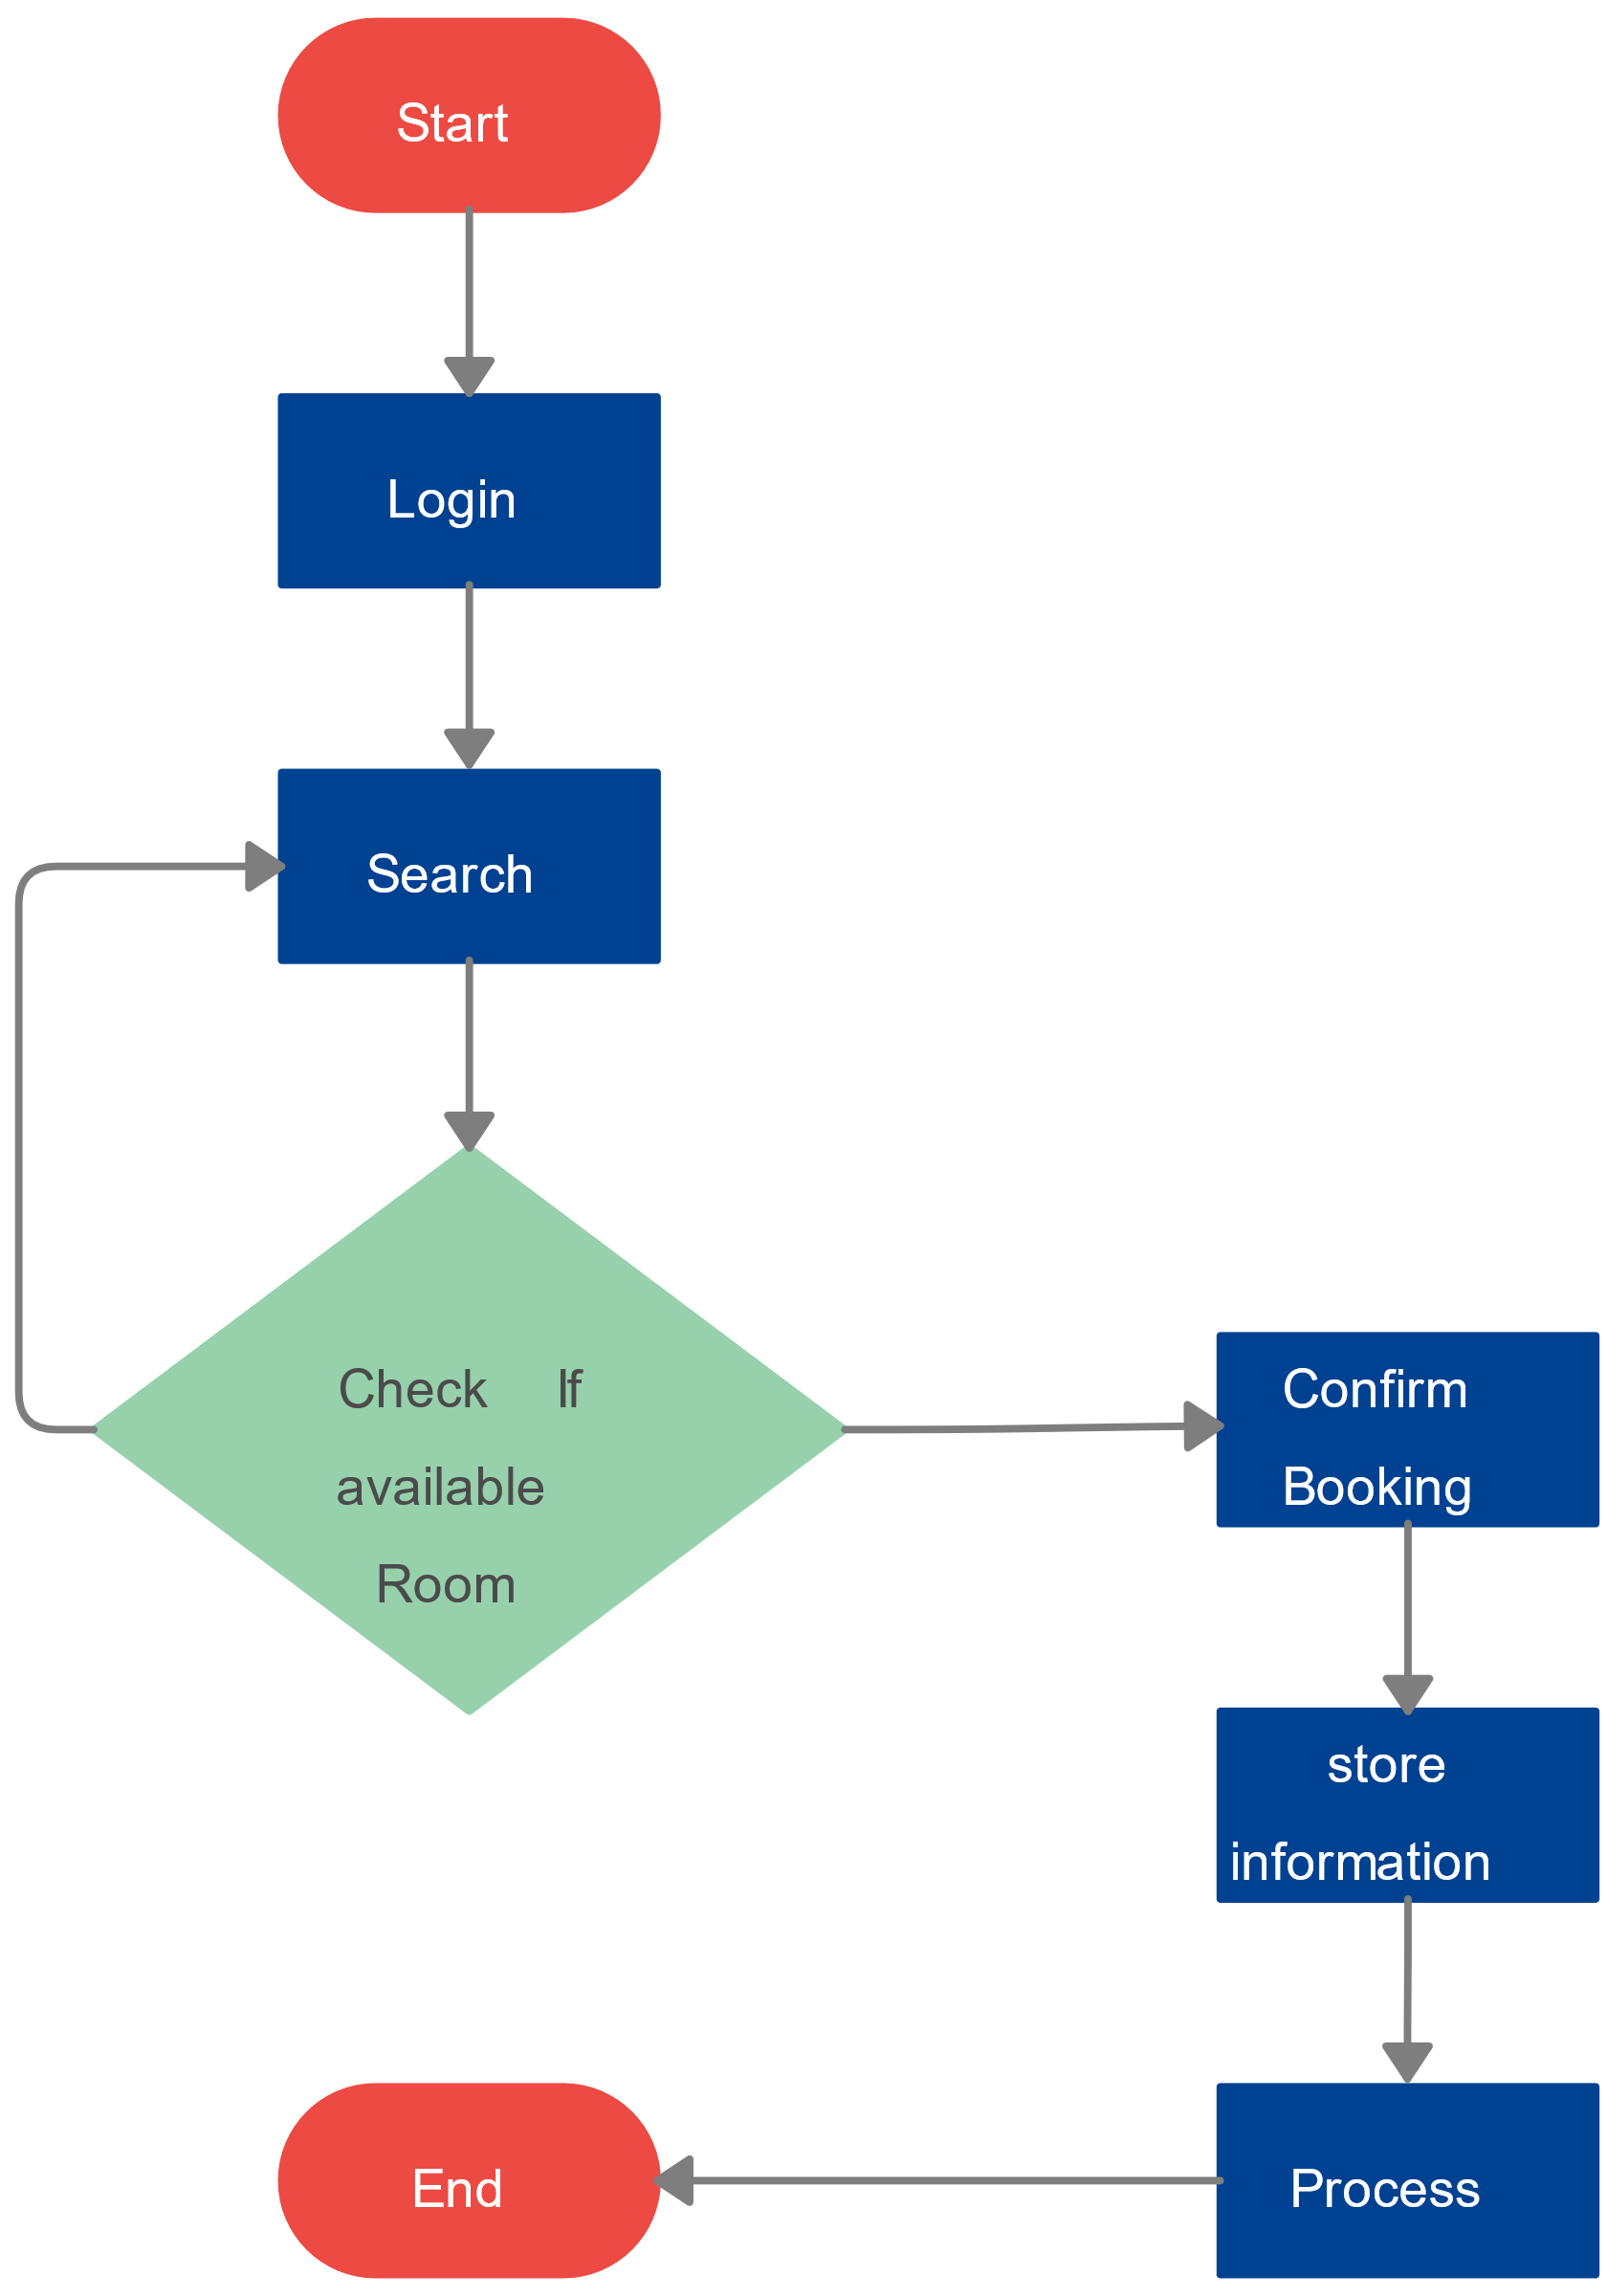 Start
Login
Search
Check If
available
Room
Confirm
Booking
store
information
Process
End